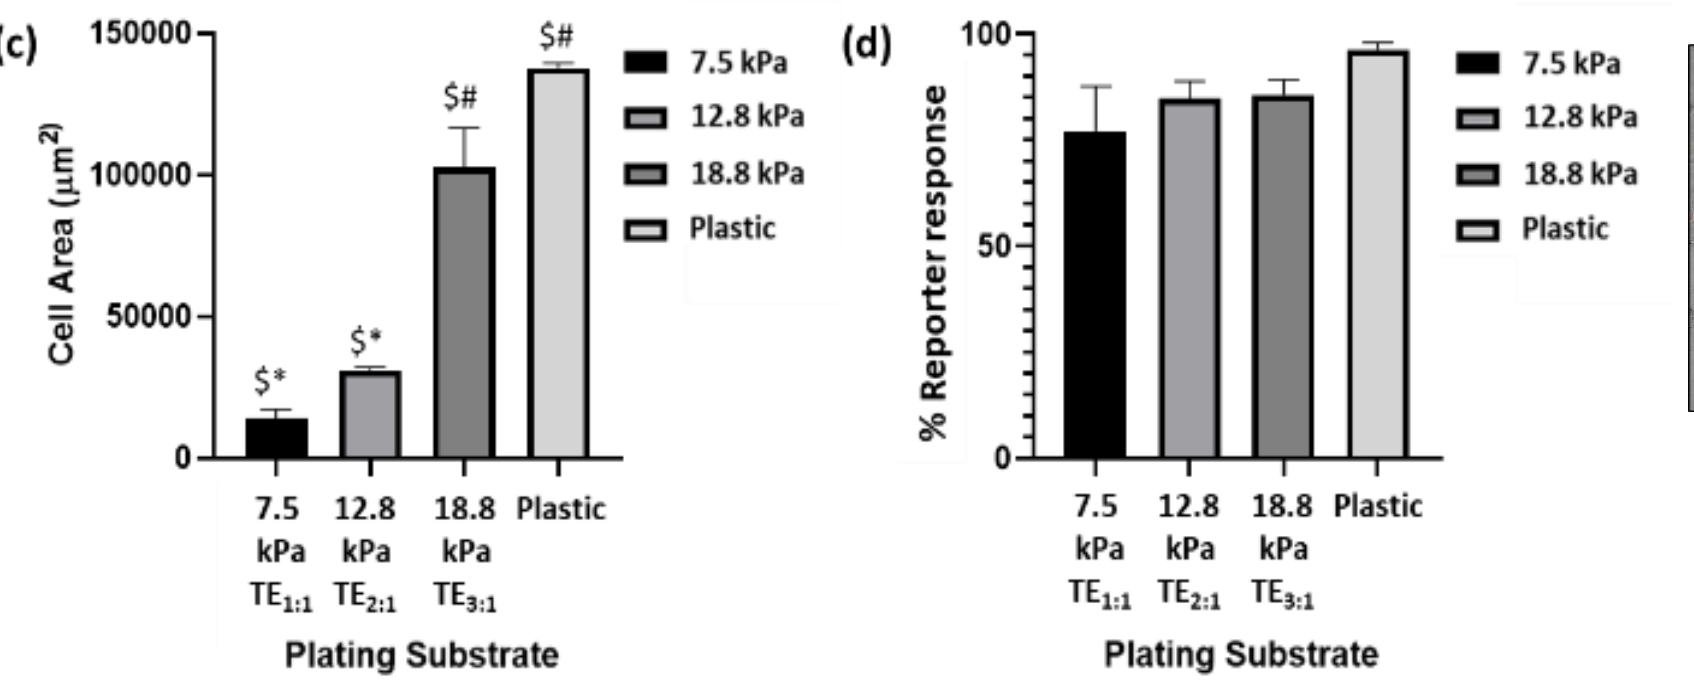 (c)
150000
100000
50000
0
Cell Area (μm²)
$*
$*
$#
$#
7.5 kPa
12.8 kPa
18.8 kPa
Plastic
7.5 kPa TE1:1
12.8 kPa TE2:1
18.8 kPa TE3:1
Plastic
Plating Substrate
(d)
100
50
0
% Reporter response
7.5 kPa
12.8 kPa
18.8 kPa
Plastic
7.5 kPa TE1:1
12.8 kPa TE2:1
18.8 kPa TE3:1
Plastic
Plating Substrate